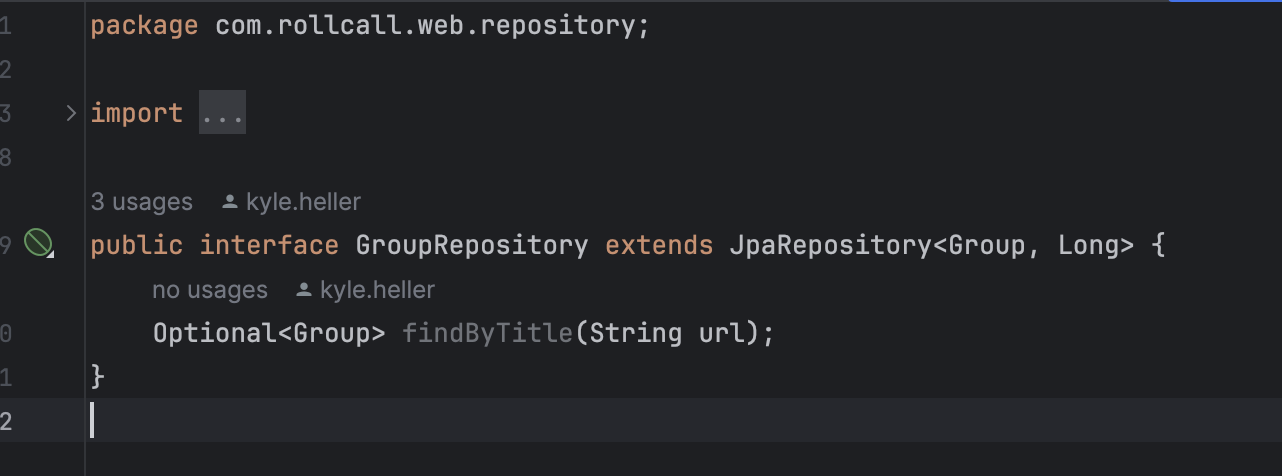 1 package com.rollcall.web.repository;
2
3 import ...
8
3 usages kyle.heller
9 public interface GroupRepository extends JpaRepository<Group, Long> {
no usages kyle.heller
0 Optional<Group> findByTitle(String url);
1 }
2